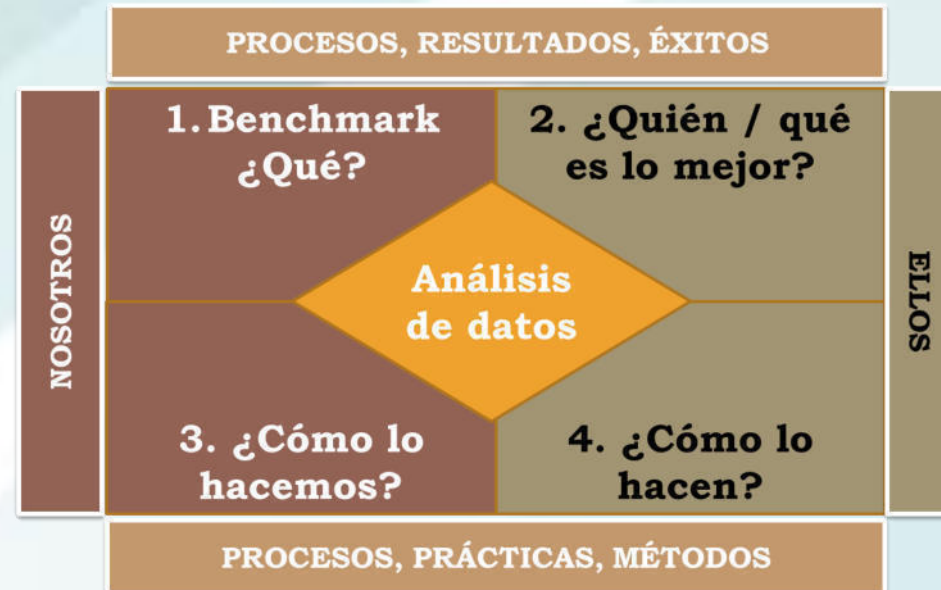 PROCESOS, RESULTADOS, ÉXITOS
NOSOTROS
1. Benchmark
¿Qué?
2. ¿Quién / qué
es lo mejor?
Análisis
de datos
ELLOS
3. ¿Cómo lo
hacemos?
4. ¿Cómo lo
hacen?
PROCESOS, PRÁCTICAS, MÉTODOS